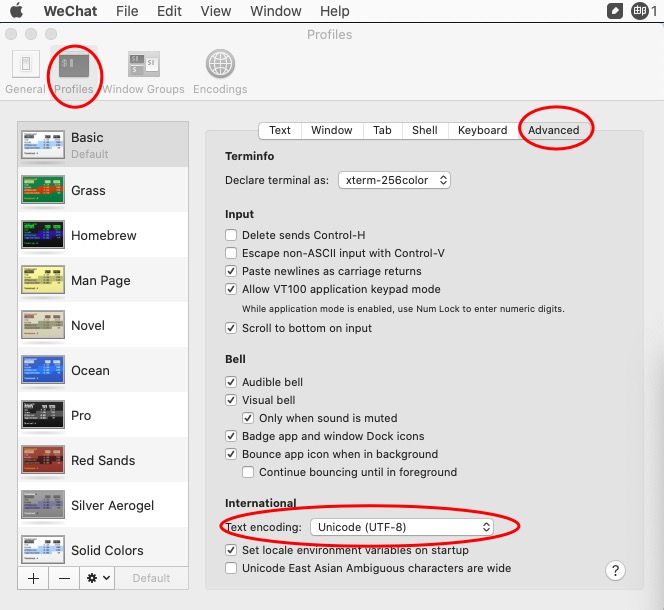 WeChat File Edit View Window Help 1
Profiles
General Profiles Window Groups Encodings
Text Window Tab Shell Keyboard Advanced
Basic
Default
Grass
Homebrew
Man Page
Novel
Ocean
Pro
Red Sands
Silver Aerogel
Solid Colors
Default
Terminfo
Declare terminal as: xterm-256color
Input
Delete sends Control-H
Escape non-ASCII input with Control-V
Paste newlines as carriage returns
Allow VT100 application keypad mode
While application mode is enabled, use Num Lock to enter numeric digits.
Scroll to bottom on input
Bell
Audible bell
Visual bell
Only when sound is muted
Badge app and window Dock icons
Bounce app icon when in background
Continue bouncing until in foreground
International
Text encoding: Unicode (UTF-8)
Set locale environment variables on startup
Unicode East Asian Ambiguous characters are wide
?